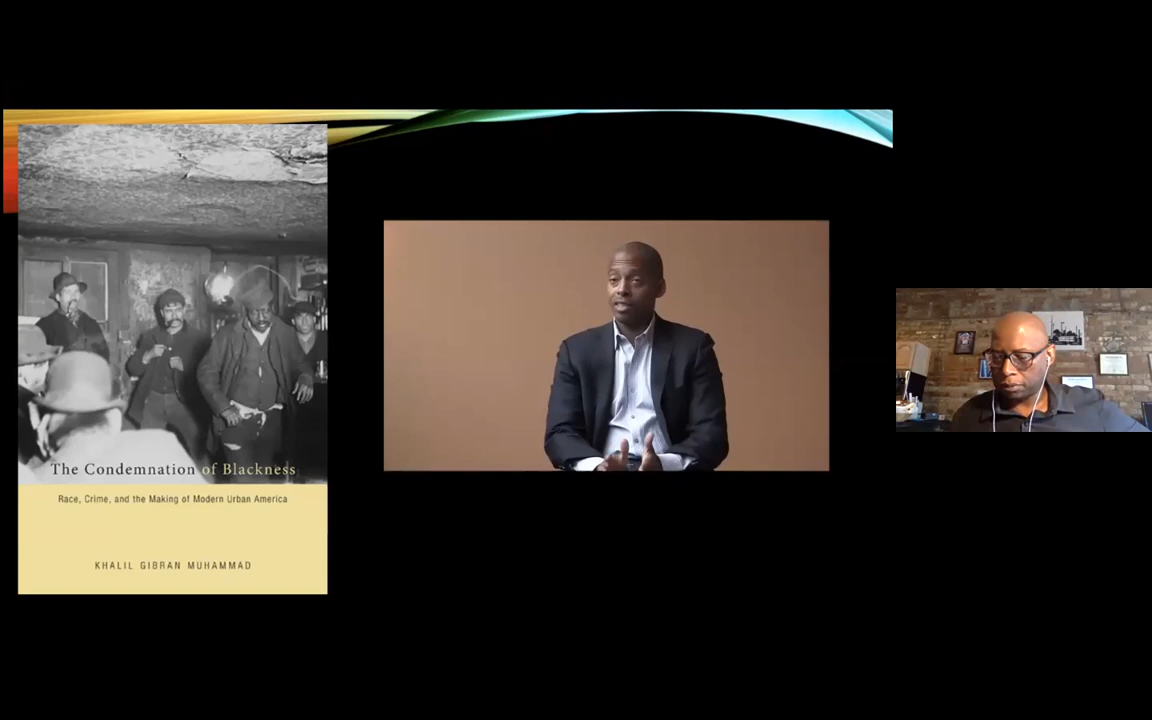 The Condemnation of Blackness
Race, Crime, and the Making of Modern Urban America
KHALIL GIBRAN MUHAMMAD